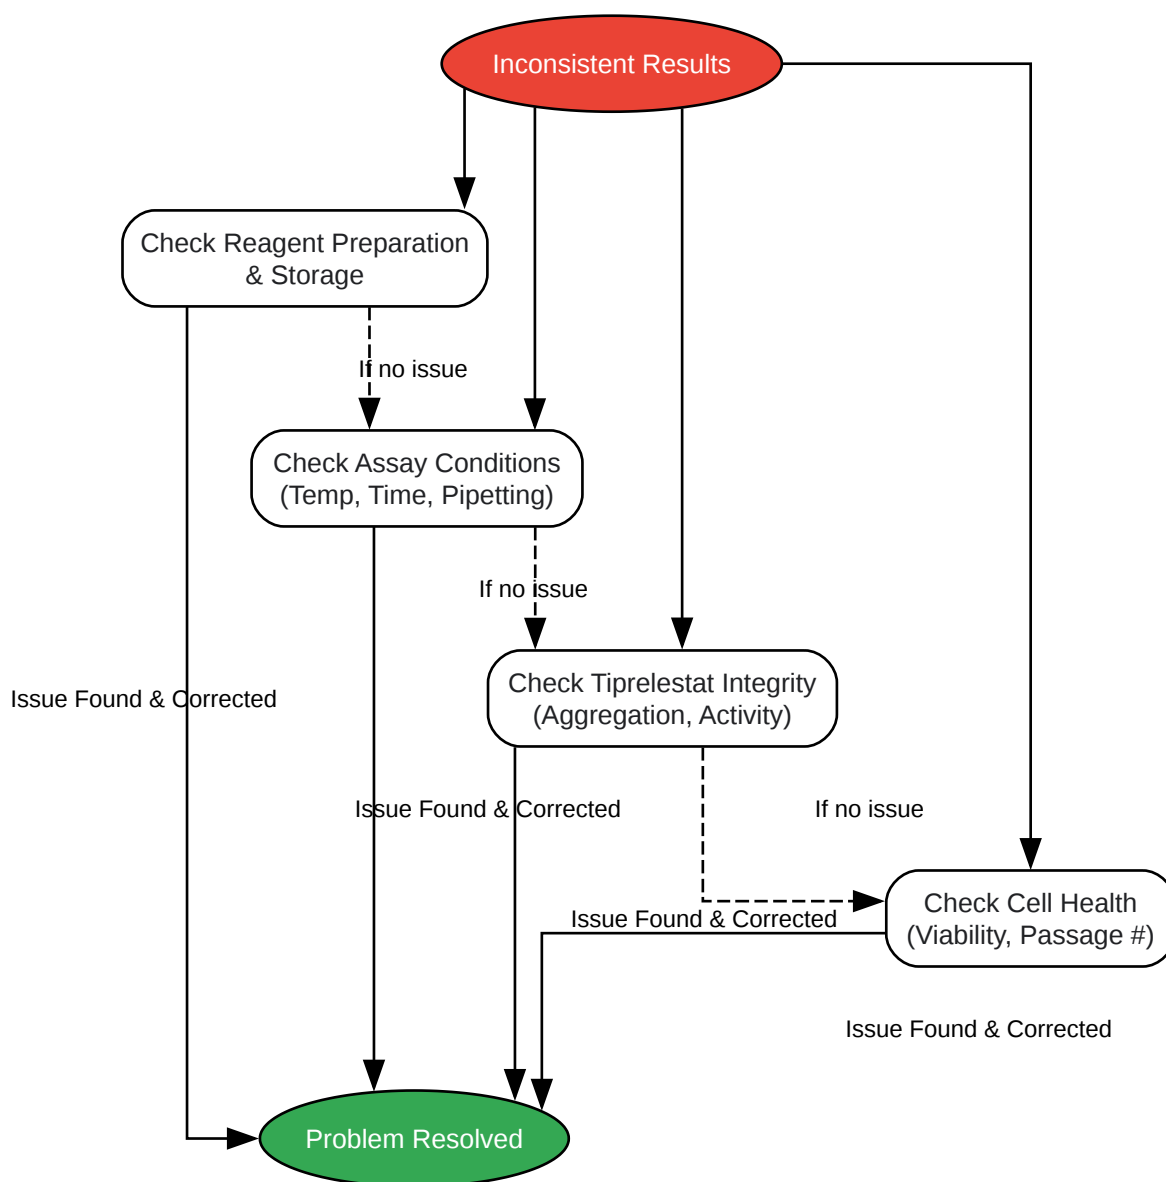 Inconsistent Results
Check Reagent Preparation
& Storage
If no issue
Check Assay Conditions
(Temp, Time, Pipetting)
If no issue
Check Tiprelestat Integrity
(Aggregation, Activity)
Issue Found & Corrected
Issue Found & Corrected
If no issue
Check Cell Health
(Viability, Passage #)
Issue Found & Corrected
Issue Found & Corrected
Problem Resolved